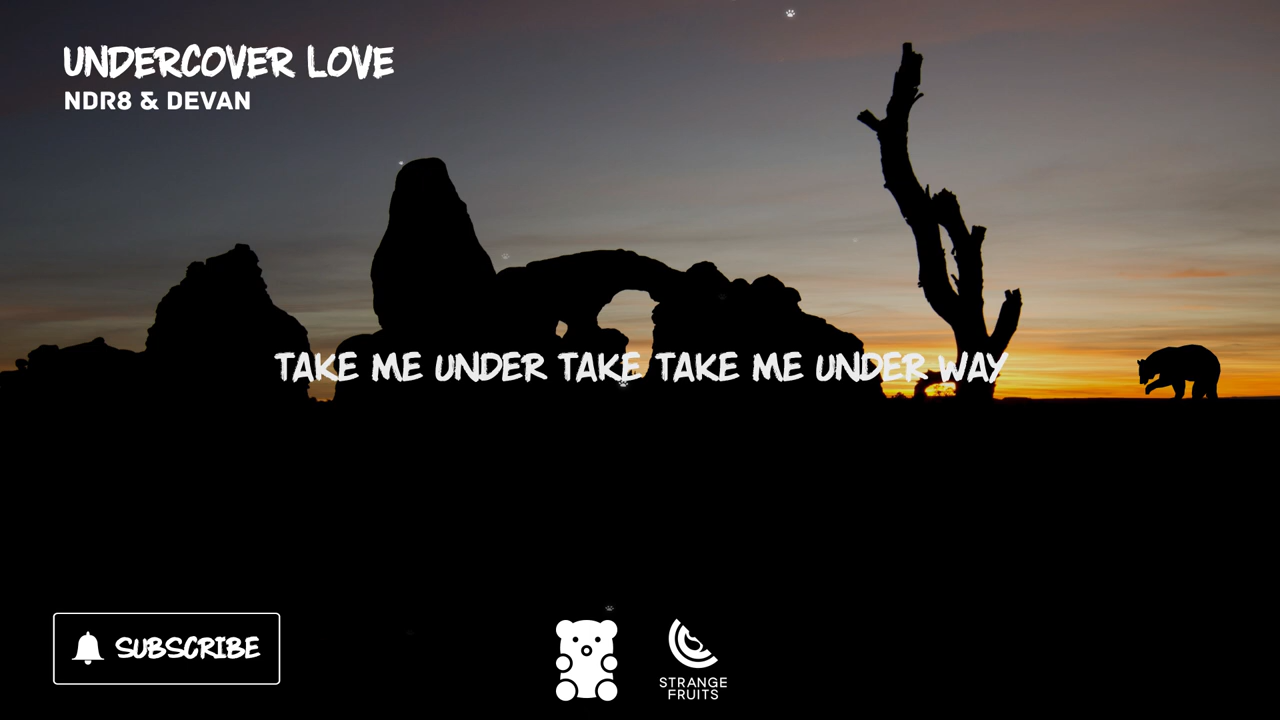 UNDERCOVER LOVE
NDR8 & DEVAN
TAKE ME UNDER TAKE TAKE ME UNDER WAY
SUBSCRIBE
STRANGE
FRUITS